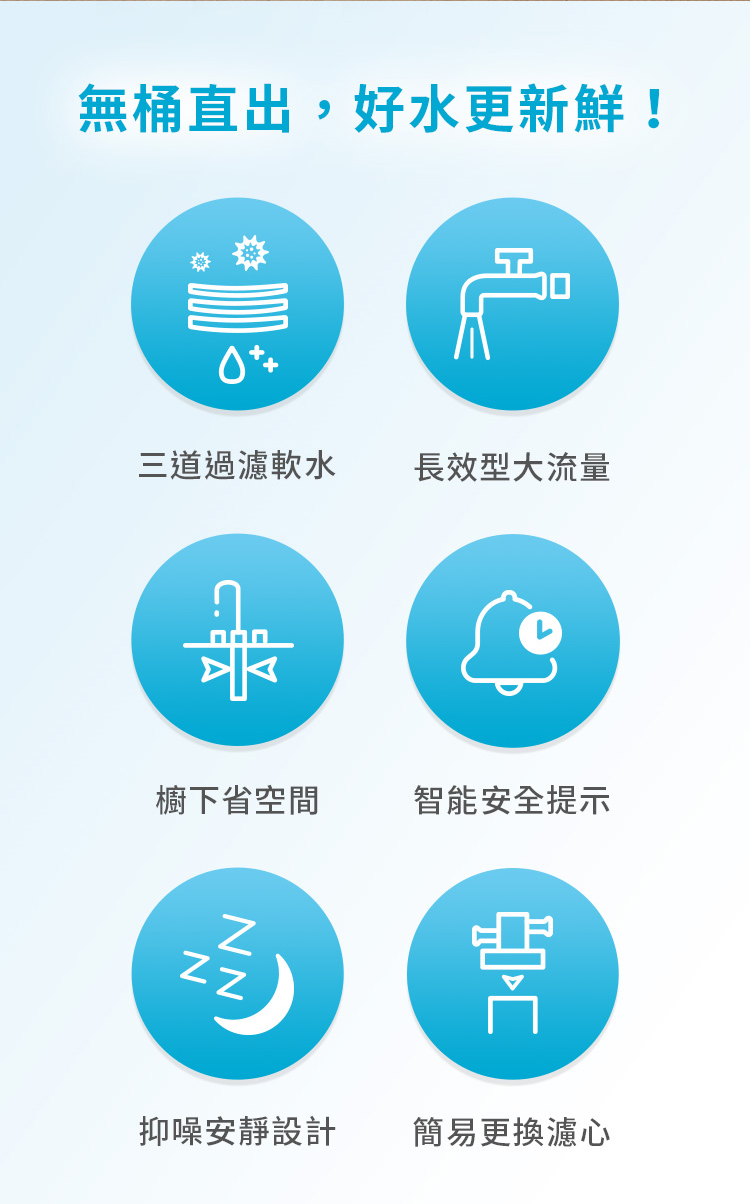 無桶直出，好水更新鮮！
三道過濾軟水
長效型大流量
櫥下省空間
智能安全提示
抑噪安靜設計
簡易更換濾心